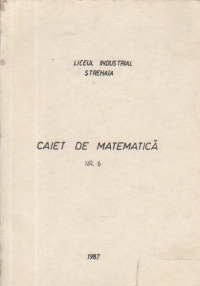 LICEUL INDUSTRIAL
STREHAIA
CAIET DE MATEMATICĂ
NR. 6
1987